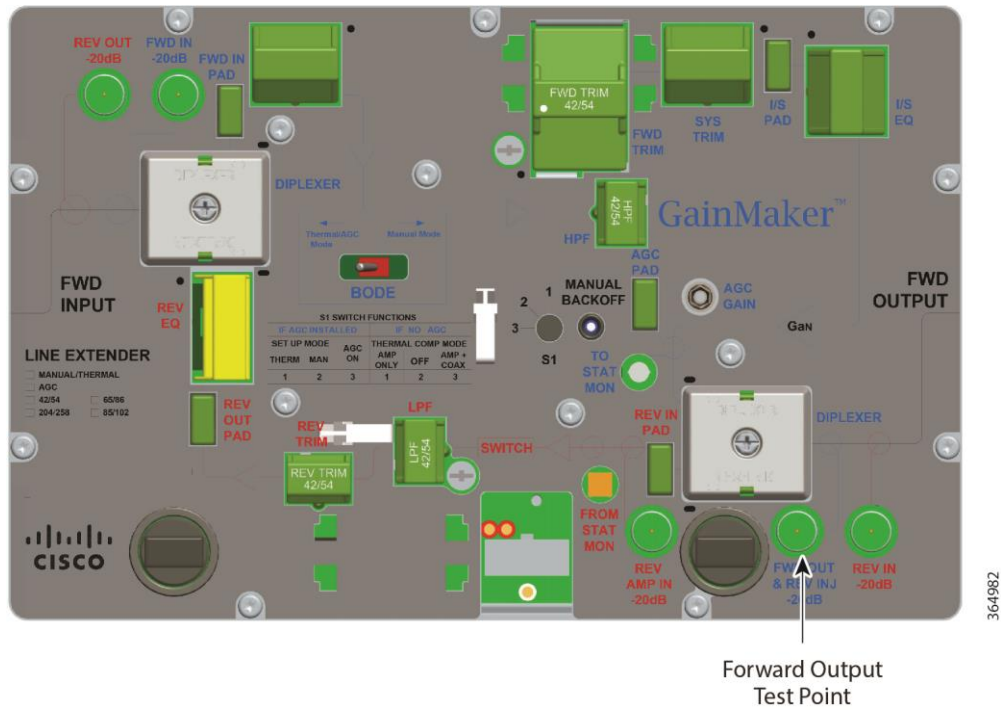 REV OUT
-20dB
FWD IN
-20dB
FWD IN
PAD
FWD TRIM
42/54
FWD
TRIM
SYS
TRIM
I/S
PAD
I/S
EQ
DIPLEXER
Thermal/AGC
Mode
Manual Mode
BODE
HPF
42/54
HPF
GainMaker™
AGC
PAD
AGC
GAIN
FWD
INPUT
REV
EQ
1
2
3
S1
MANUAL
BACKOFF
GaN
FWD
OUTPUT
S1 SWITCH FUNCTIONS
IF AGC INSTALLED
IF NO AGC
SET UP MODE
AGC
ON
THERMAL COMP MODE
THERM
MAN
AMP
ONLY
OFF
AMP +
COAX
1 2 3 1 2 3
TO
STAT
MON
LINE EXTENDER
MANUAL/THERMAL
AGC
42/54
65/86
204/258
85/102
REV
OUT
PAD
REV
TRIM
LPF
LPF
42/54
SWITCH
REV IN
PAD
DIPLEXER
REV TRIM
42/54
FROM
STAT
MON
CISCO
REV
AMP IN
-20dB
FWD OUT
& REV INJ
-20dB
REV IN
-20dB
364982
Forward Output
Test Point